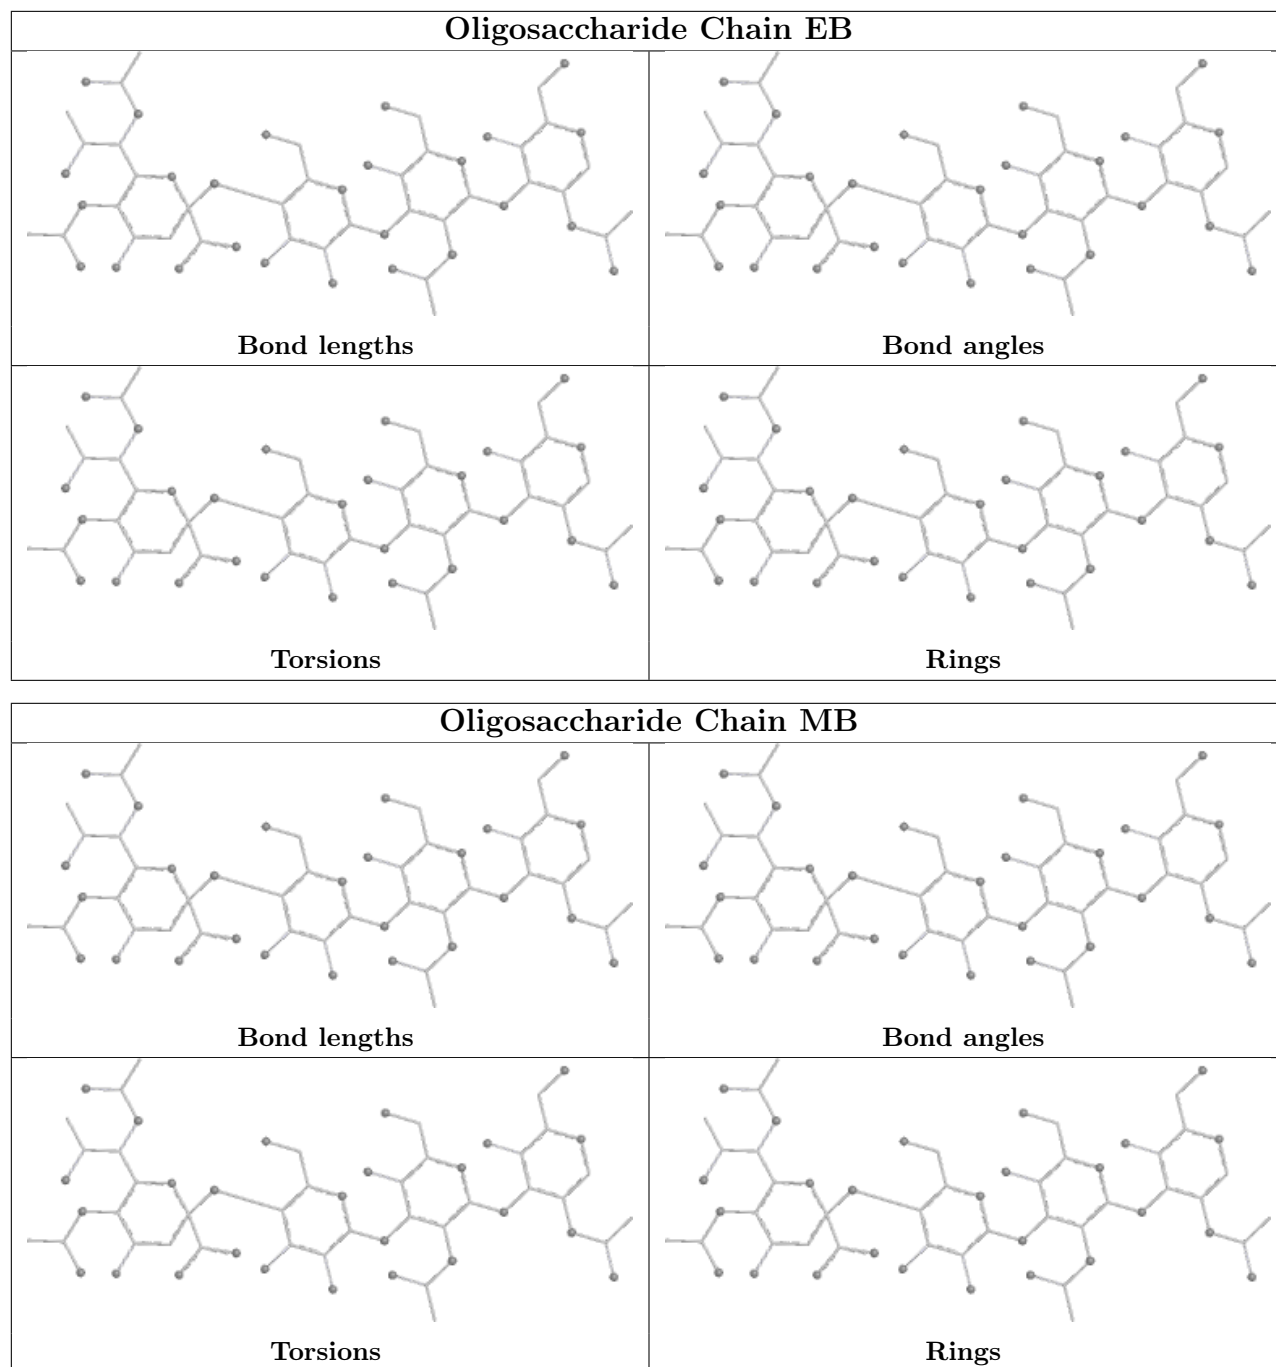 Oligosaccharide Chain EB
Bond lengths
Bond angles
Torsions
Rings
Oligosaccharide Chain MB
Bond lengths
Bond angles
Torsions
Rings